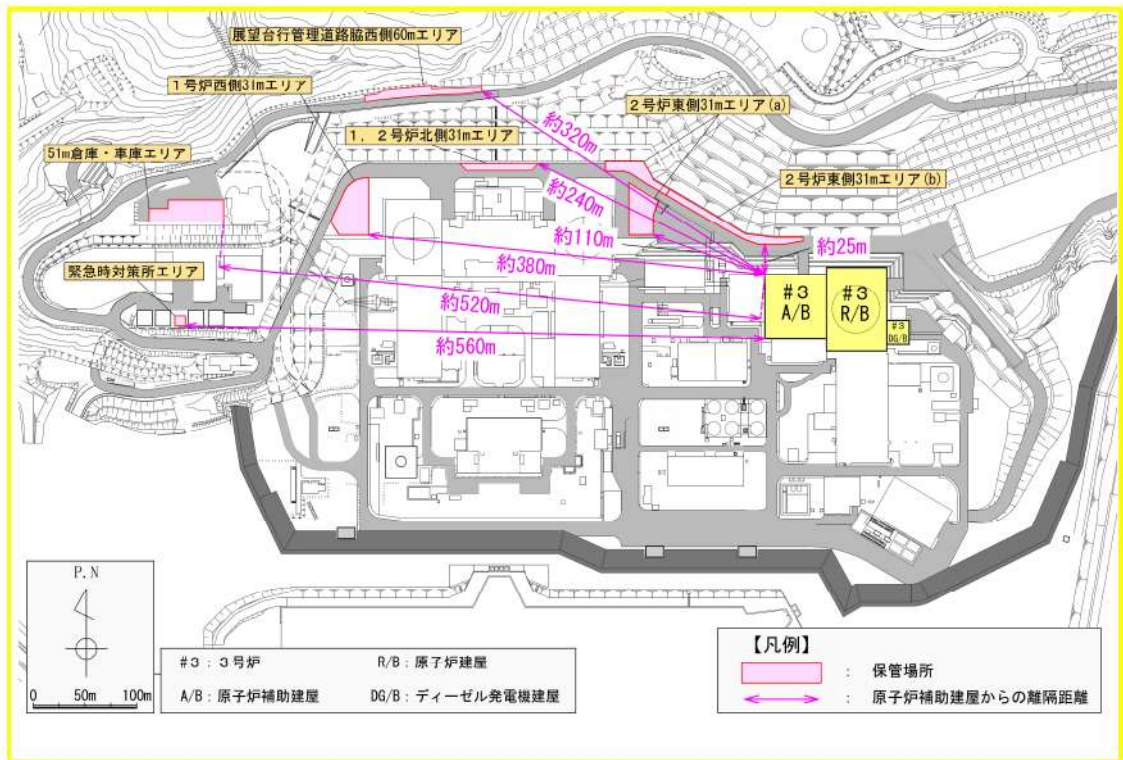 展望台行管理道路脇西側60mエリア
1号炉西側31mエリア
2号炉東側31mエリア(a)
1，2号炉北側31mエリア
51m倉庫・車庫エリア
2号炉東側31mエリア(b)
約320m
約240m
約110m
約25m
約380m
緊急時対策所エリア
約520m
約560m
#3
A/B
#3
R/B
#3
DG/B
P.N
0 50m 100m
#3：3号炉
R/B：原子炉建屋
A/B：原子炉補助建屋
DG/B：ディーゼル発電機建屋
【凡例】
： 保管場所
： 原子炉補助建屋からの離隔距離